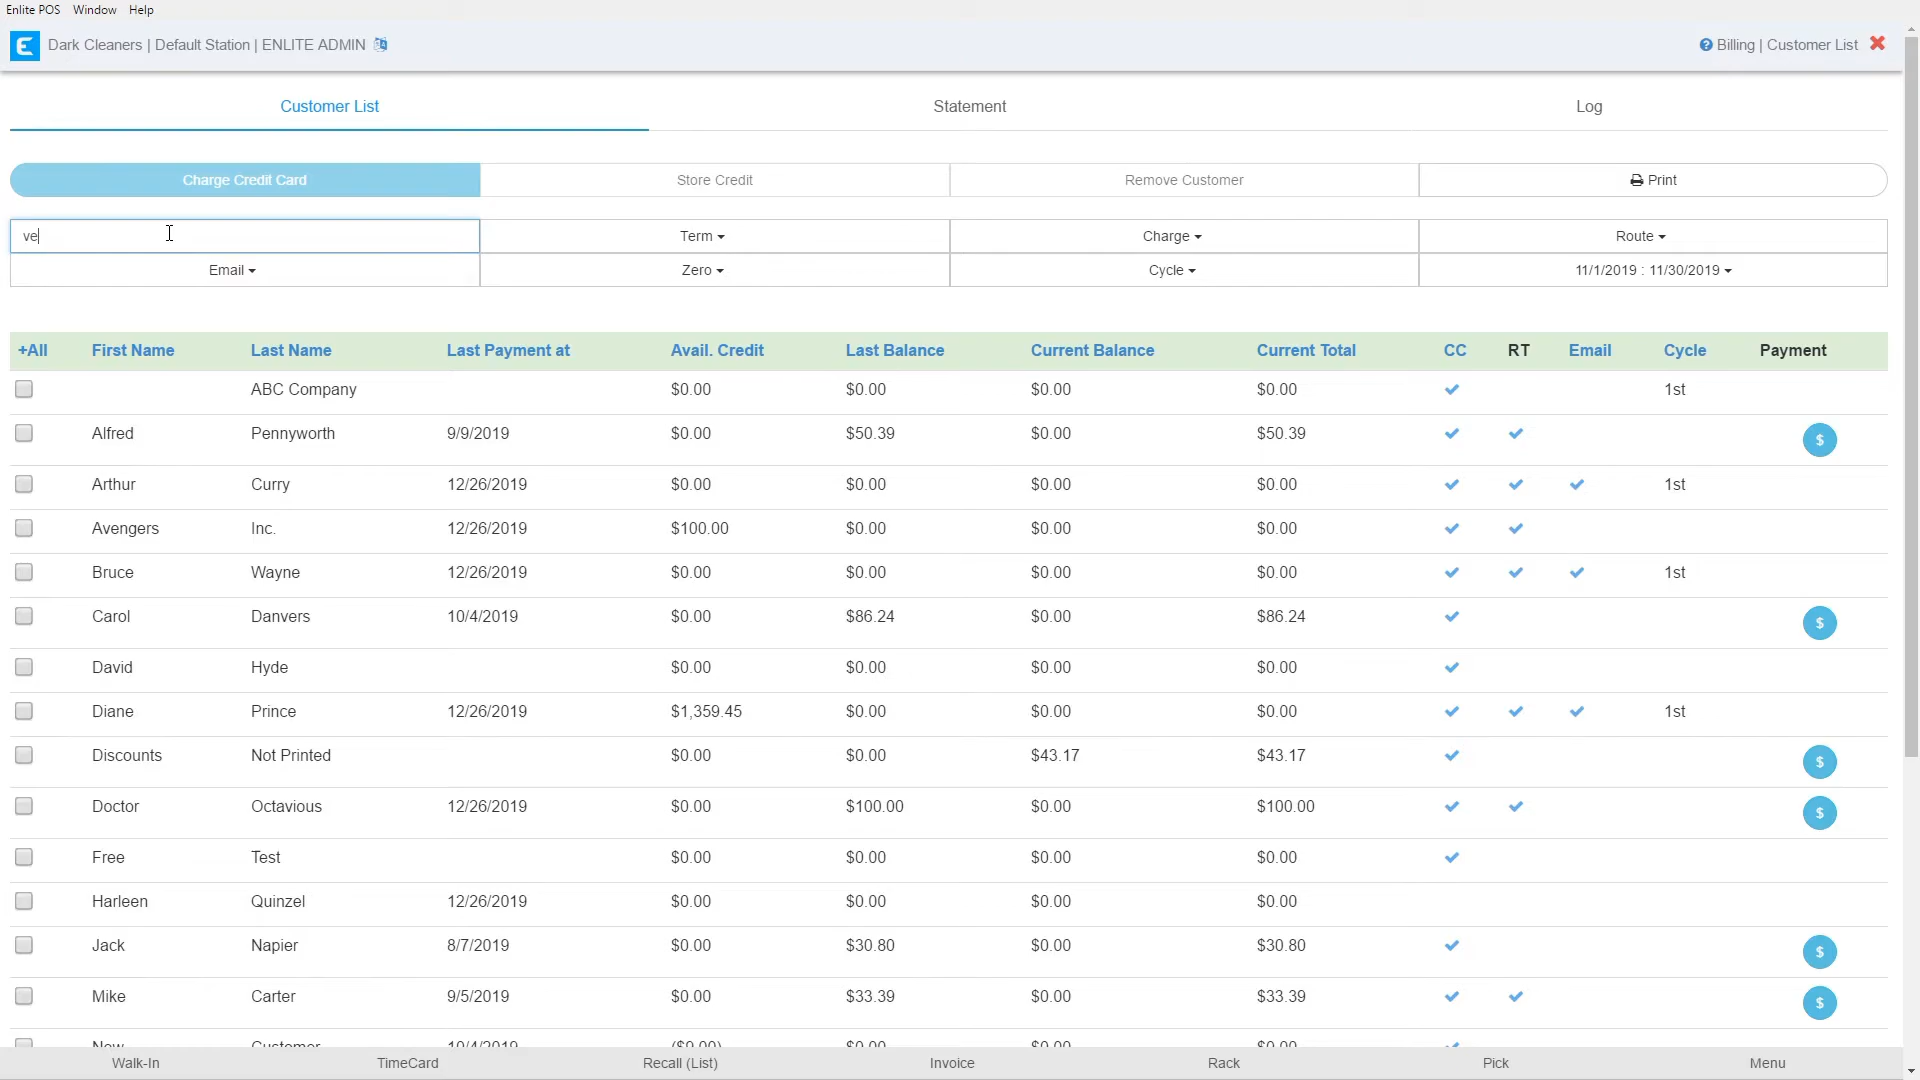 Enlite POS Window Help
E Dark Cleaners | Default Station | ENLITE ADMIN
? Billing | Customer List
Customer List Statement Log
Charge Credit Card Store Credit Remove Customer Print
ve Term Charge Route
Email Zero Cycle 11/1/2019 : 11/30/2019
+All First Name Last Name Last Payment at Avail. Credit Last Balance Current Balance Current Total CC RT Email Cycle Payment
ABC Company $0.00 $0.00 $0.00 $0.00 1st
Alfred Pennyworth 9/9/2019 $0.00 $50.39 $0.00 $50.39 $
Arthur Curry 12/26/2019 $0.00 $0.00 $0.00 $0.00 1st
Avengers Inc. 12/26/2019 $100.00 $0.00 $0.00 $0.00
Bruce Wayne 12/26/2019 $0.00 $0.00 $0.00 $0.00 1st
Carol Danvers 10/4/2019 $0.00 $86.24 $0.00 $86.24 $
David Hyde $0.00 $0.00 $0.00 $0.00
Diane Prince 12/26/2019 $1,359.45 $0.00 $0.00 $0.00 1st
Discounts Not Printed $0.00 $0.00 $43.17 $43.17 $
Doctor Octavious 12/26/2019 $0.00 $100.00 $0.00 $100.00 $
Free Test $0.00 $0.00 $0.00 $0.00
Harleen Quinzel 12/26/2019 $0.00 $0.00 $0.00 $0.00
Jack Napier 8/7/2019 $0.00 $30.80 $0.00 $30.80 $
Mike Carter 9/5/2019 $0.00 $33.39 $0.00 $33.39 $
New Customer 10/4/2019 $0.00 $0.00 $0.00
Walk-In TimeCard Recall (List) Invoice Rack Pick Menu